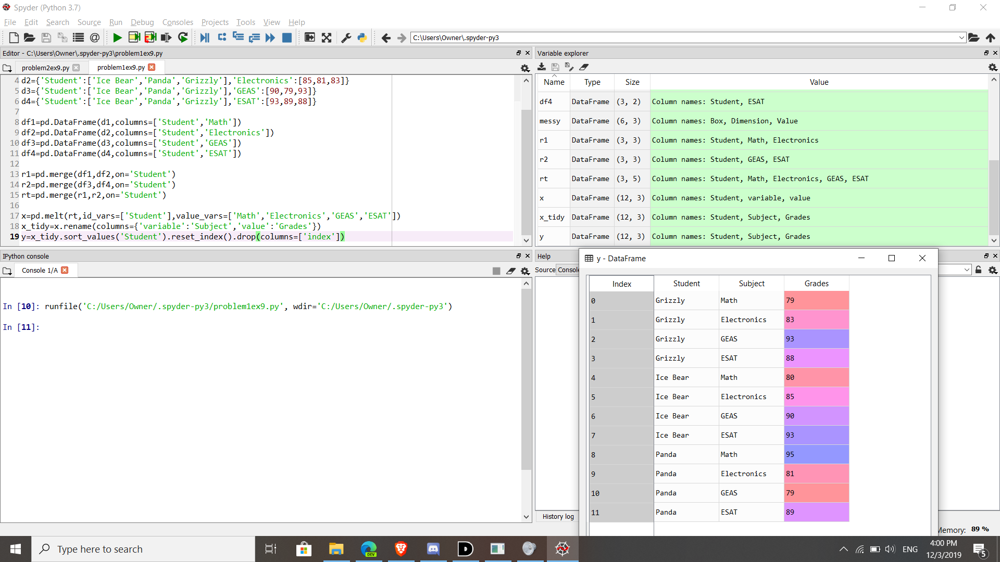 Spyder (Python 3.7)
File Edit Search Source Run Debug Consoles Projects Tools View Help
C:\Users\Owner\.spyder-py3
Editor - C:\Users\Owner\.spyder-py3\problem1ex9.py
problem2ex9.py problem1ex9.py
4 d2={'Student':['Ice Bear','Panda','Grizzly'],'Electronics':[85,81,83]}
5 d3={'Student':['Ice Bear','Panda','Grizzly'],'GEAS':[90,79,93]}
6 d4={'Student':['Ice Bear','Panda','Grizzly'],'ESAT':[93,89,88]}
7
8 df1=pd.DataFrame(d1,columns=['Student','Math'])
9 df2=pd.DataFrame(d2,columns=['Student','Electronics'])
10 df3=pd.DataFrame(d3,columns=['Student','GEAS'])
11 df4=pd.DataFrame(d4,columns=['Student','ESAT'])
12
13 r1=pd.merge(df1,df2,on='Student')
14 r2=pd.merge(df3,df4,on='Student')
15 rt=pd.merge(r1,r2,on='Student')
16
17 x=pd.melt(rt,id_vars=['Student'],value_vars=['Math','Electronics','GEAS','ESAT'])
18 x_tidy=x.rename(columns={'variable':'Subject','value':'Grades'})
19 y=x_tidy.sort_values('Student').reset_index().drop(columns=['index'])
Variable explorer
Name Type Size Value
df4 DataFrame (3, 2) Column names: Student, ESAT
messy DataFrame (6, 3) Column names: Box, Dimension, Value
r1 DataFrame (3, 3) Column names: Student, Math, Electronics
r2 DataFrame (3, 3) Column names: Student, GEAS, ESAT
rt DataFrame (3, 5) Column names: Student, Math, Electronics, GEAS, ESAT
x DataFrame (12, 3) Column names: Student, variable, value
x_tidy DataFrame (12, 3) Column names: Student, Subject, Grades
y DataFrame (12, 3) Column names: Student, Subject, Grades
IPython console
Console 1/A
In [10]: runfile('C:/Users/Owner/.spyder-py3/problem1ex9.py', wdir='C:/Users/Owner/.spyder-py3')
In [11]:
Help
Source Console
y - DataFrame
Index Student Subject Grades
0 Grizzly Math 79
1 Grizzly Electronics 83
2 Grizzly GEAS 93
3 Grizzly ESAT 88
4 Ice Bear Math 80
5 Ice Bear Electronics 85
6 Ice Bear GEAS 90
7 Ice Bear ESAT 93
8 Panda Math 95
9 Panda Electronics 81
10 Panda GEAS 79
11 Panda ESAT 89
History log
Memory: 89 %
Type here to search
DEV
ENG
4:00 PM
12/3/2019
5